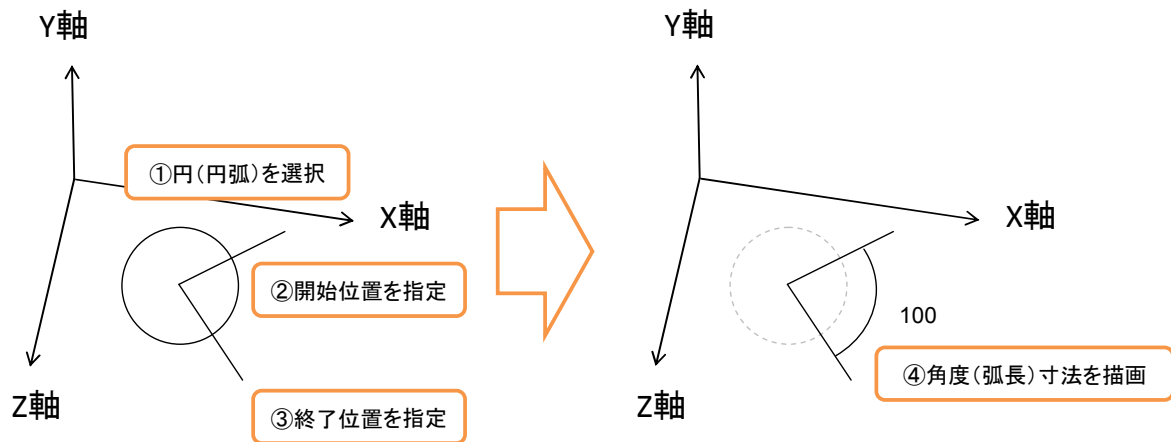 Y軸
①円(円弧)を選択
X軸
②開始位置を指定
Z軸
③終了位置を指定
Y軸
X軸
100
Z軸
④角度(弧長)寸法を描画